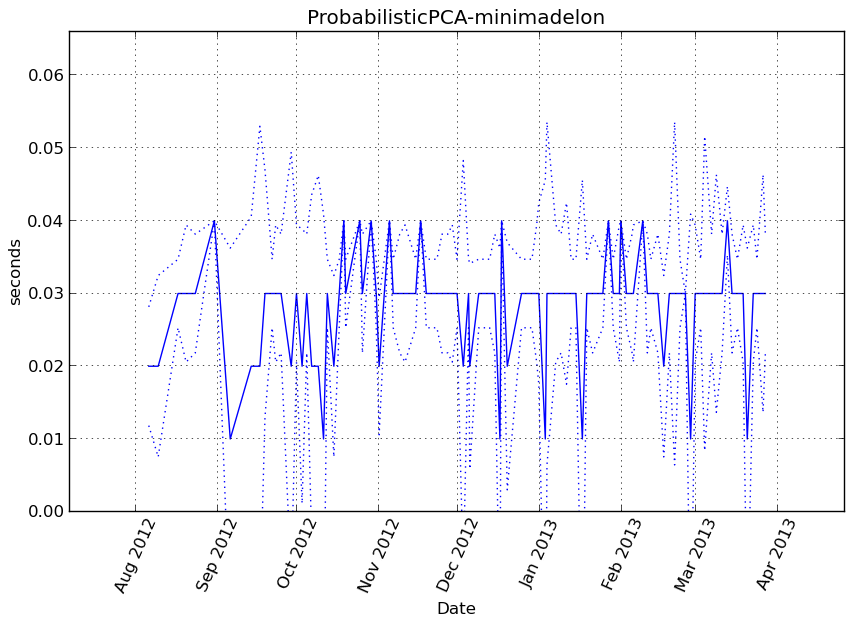 ProbabilisticPCA-minimadelon
0.06
0.05
0.04
0.03
0.02
0.01
0.00
seconds
Aug 2012
Sep 2012
Oct 2012
Nov 2012
Dec 2012
Jan 2013
Feb 2013
Mar 2013
Apr 2013
Date